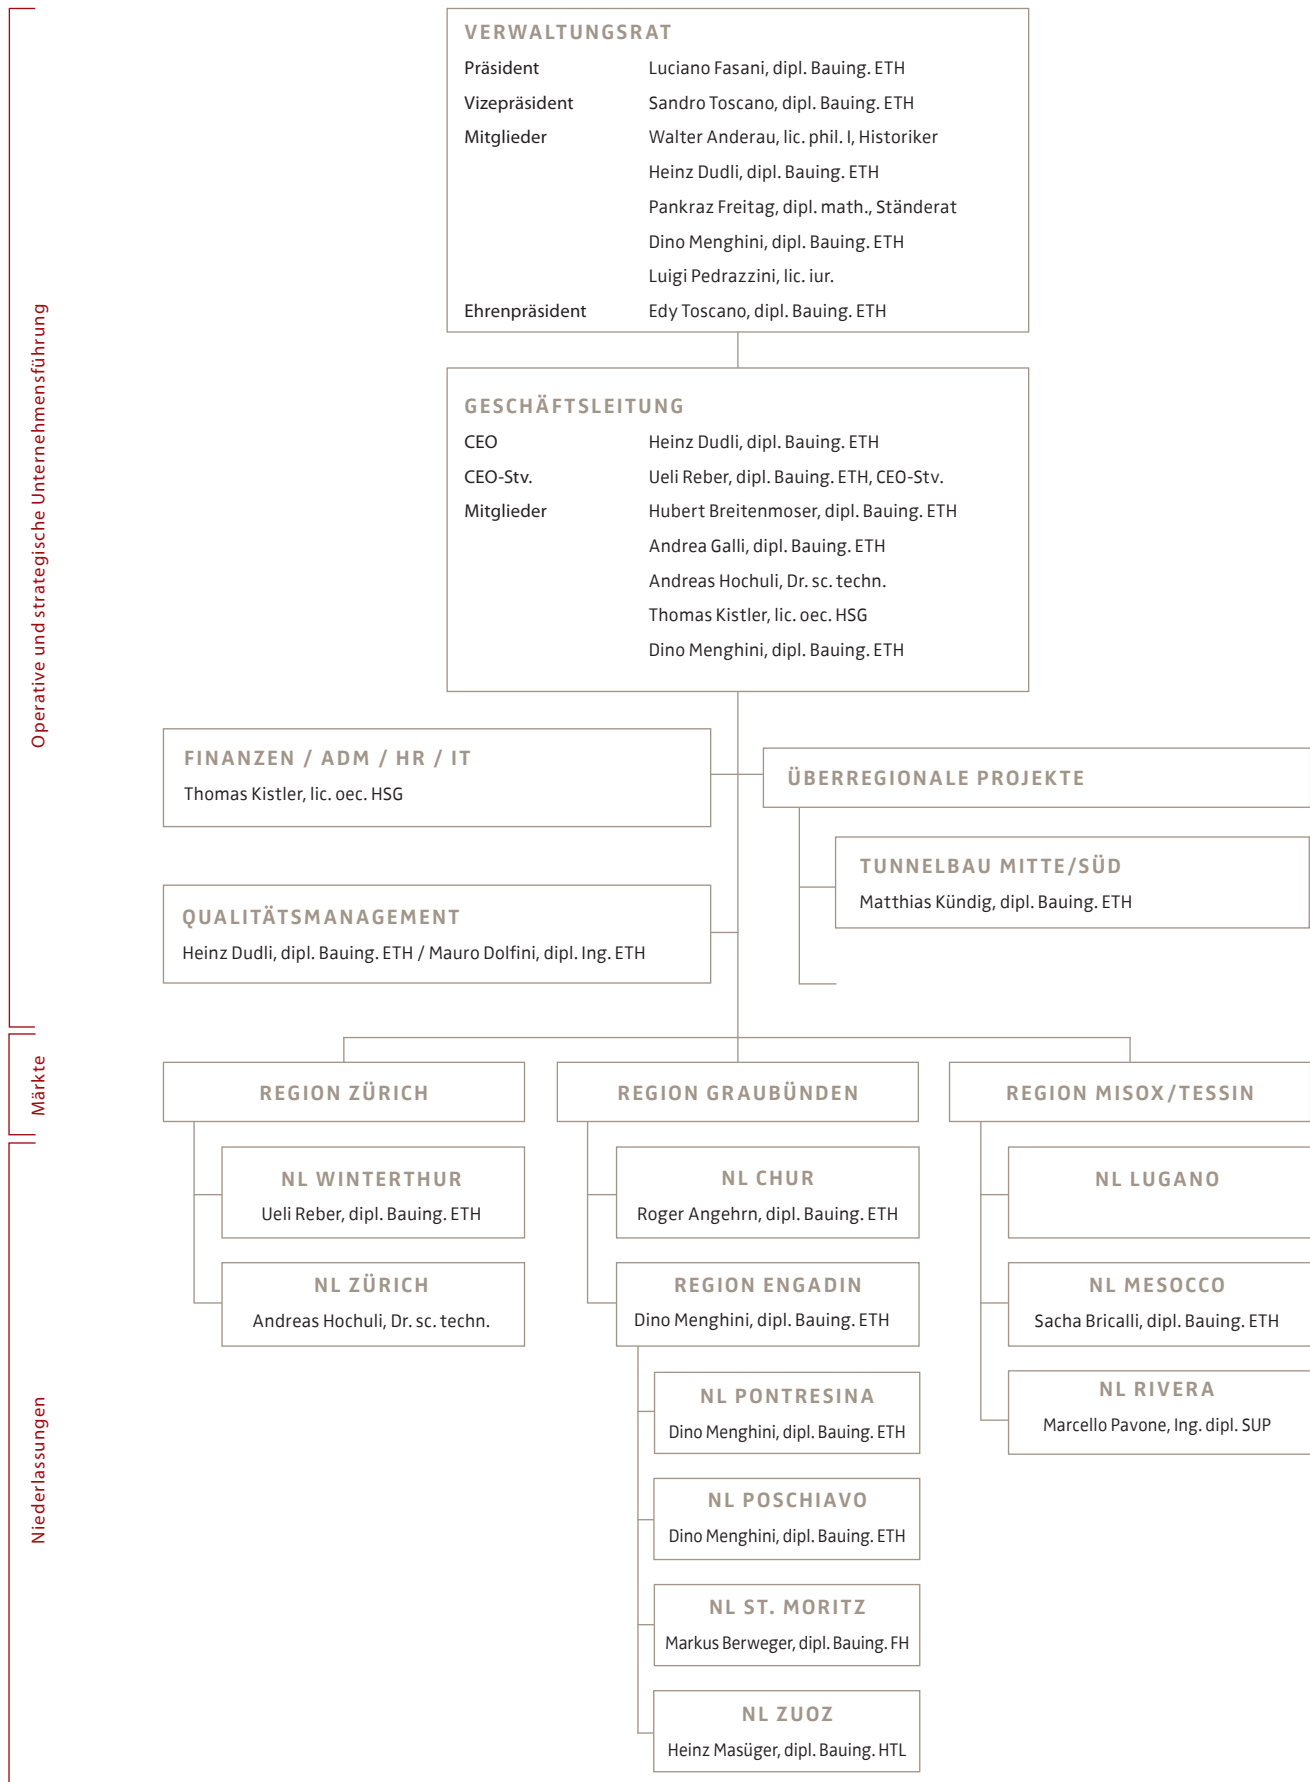 VERWALTUNGSRAT
Präsident Luciano Fasani, dipl. Bauing. ETH
Vizepräsident Sandro Toscano, dipl. Bauing. ETH
Mitglieder Walter Anderau, lic. phil. I, Historiker
Heinz Dudli, dipl. Bauing. ETH
Pankraz Freitag, dipl. math., Ständerat
Dino Menghini, dipl. Bauing. ETH
Luigi Pedrazzini, lic. iur.
Ehrenpräsident Edy Toscano, dipl. Bauing. ETH
Operative und strategische Unternehmensführung
GESCHÄFTSLEITUNG
CEO Heinz Dudli, dipl. Bauing. ETH
CEO-Stv. Ueli Reber, dipl. Bauing. ETH, CEO-Stv.
Mitglieder Hubert Breitenmoser, dipl. Bauing. ETH
Andrea Galli, dipl. Bauing. ETH
Andreas Hochuli, Dr. sc. techn.
Thomas Kistler, lic. oec. HSG
Dino Menghini, dipl. Bauing. ETH
FINANZEN / ADM / HR / IT
Thomas Kistler, lic. oec. HSG
ÜBERREGIONALE PROJEKTE
TUNNELBAU MITTE/SÜD
Matthias Kündig, dipl. Bauing. ETH
QUALITÄTSMANAGEMENT
Heinz Dudli, dipl. Bauing. ETH / Mauro Dolfini, dipl. Ing. ETH
Märkte
REGION ZÜRICH
REGION GRAUBÜNDEN
REGION MISOX/TESSIN
Niederlassungen
NL WINTERTHUR
Ueli Reber, dipl. Bauing. ETH
NL ZÜRICH
Andreas Hochuli, Dr. sc. techn.
NL CHUR
Roger Angehrn, dipl. Bauing. ETH
REGION ENGADIN
Dino Menghini, dipl. Bauing. ETH
NL PONTRESINA
Dino Menghini, dipl. Bauing. ETH
NL POSCHIAVO
Dino Menghini, dipl. Bauing. ETH
NL ST. MORITZ
Markus Berweger, dipl. Bauing. FH
NL ZUOZ
Heinz Masüger, dipl. Bauing. HTL
NL LUGANO
NL MESOCCO
Sacha Bricalli, dipl. Bauing. ETH
NL RIVERA
Marcello Pavone, Ing. dipl. SUP